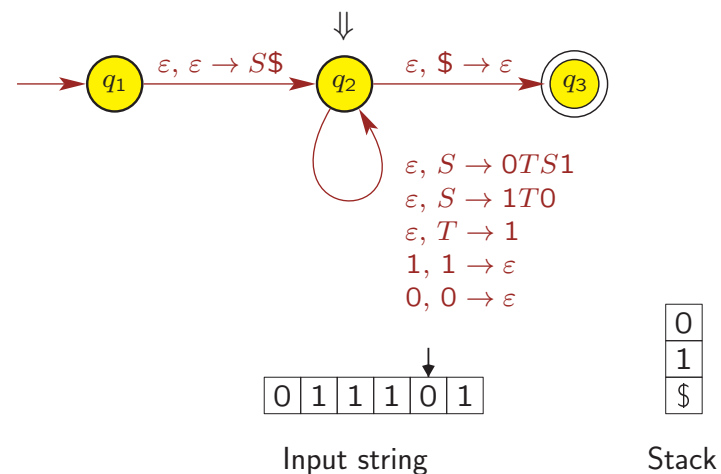 ⇓
ε, ε → S$
ε, $ → ε
q₁
q₂
q₃
ε, S → 0TS1
ε, S → 1T0
ε, T → 1
1, 1 → ε
0, 0 → ε
0
1
$
0 1 1 1 0 1
Input string
Stack